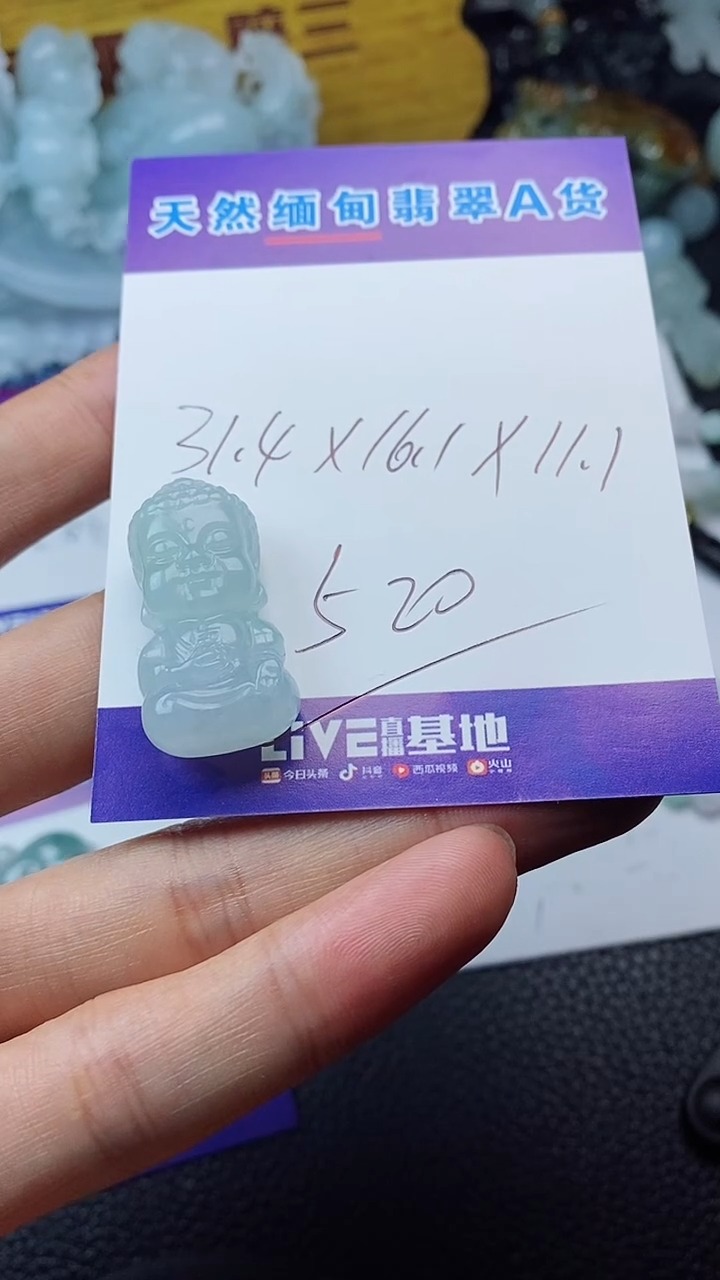 天然缅甸翡翠A货
31.4×16.1×11.1
520
LIVE直播基地
今日头条 抖音 西瓜视频 火山